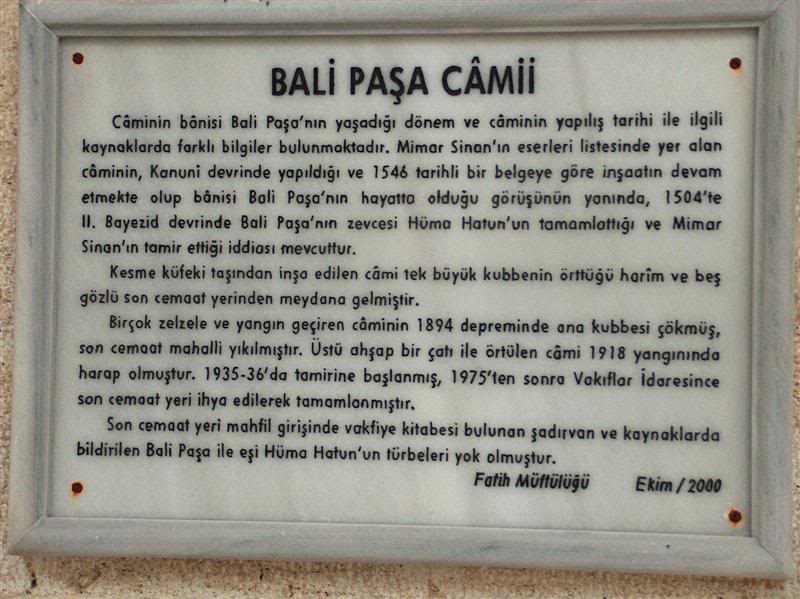 BALİ PAŞA CÂMİİ
Câminin bânisi Bali Paşa'nın yaşadığı dönem ve câminin yapılış tarihi ile ilgili
kaynaklarda farklı bilgiler bulunmaktadır. Mimar Sinan'ın eserleri listesinde yer alan
câminin, Kanunî devrinde yapıldığı ve 1546 tarihli bir belgeye göre inşaatın devam
etmekte olup bânisi Bali Paşa'nın hayatta olduğu görüşünün yanında, 1504'te
II. Bayezid devrinde Bali Paşa'nın zevcesi Hüma Hatun'un tamamlattığı ve Mimar
Sinan'ın tamir ettiği iddiası mevcuttur.
Kesme küfeki taşından inşa edilen câmi tek büyük kubbenin örttüğü harîm ve beş
gözlü son cemaat yerinden meydana gelmiştir.
Birçok zelzele ve yangın geçiren câminin 1894 depreminde ana kubbesi çökmüş,
son cemaat mahalli yıkılmıştır. Üstü ahşap bir çatı ile örtülen câmi 1918 yangınında
harap olmuştur. 1935-36'da tamirine başlanmış, 1975'ten sonra Vakıflar İdaresince
son cemaat yeri ihya edilerek tamamlanmıştır.
Son cemaat yeri mahfil girişinde vakfiye kitabesi bulunan şadırvan ve kaynaklarda
bildirilen Bali Paşa ile eşi Hüma Hatun'un türbeleri yok olmuştur.
Fatih Müftülüğü Ekim / 2000